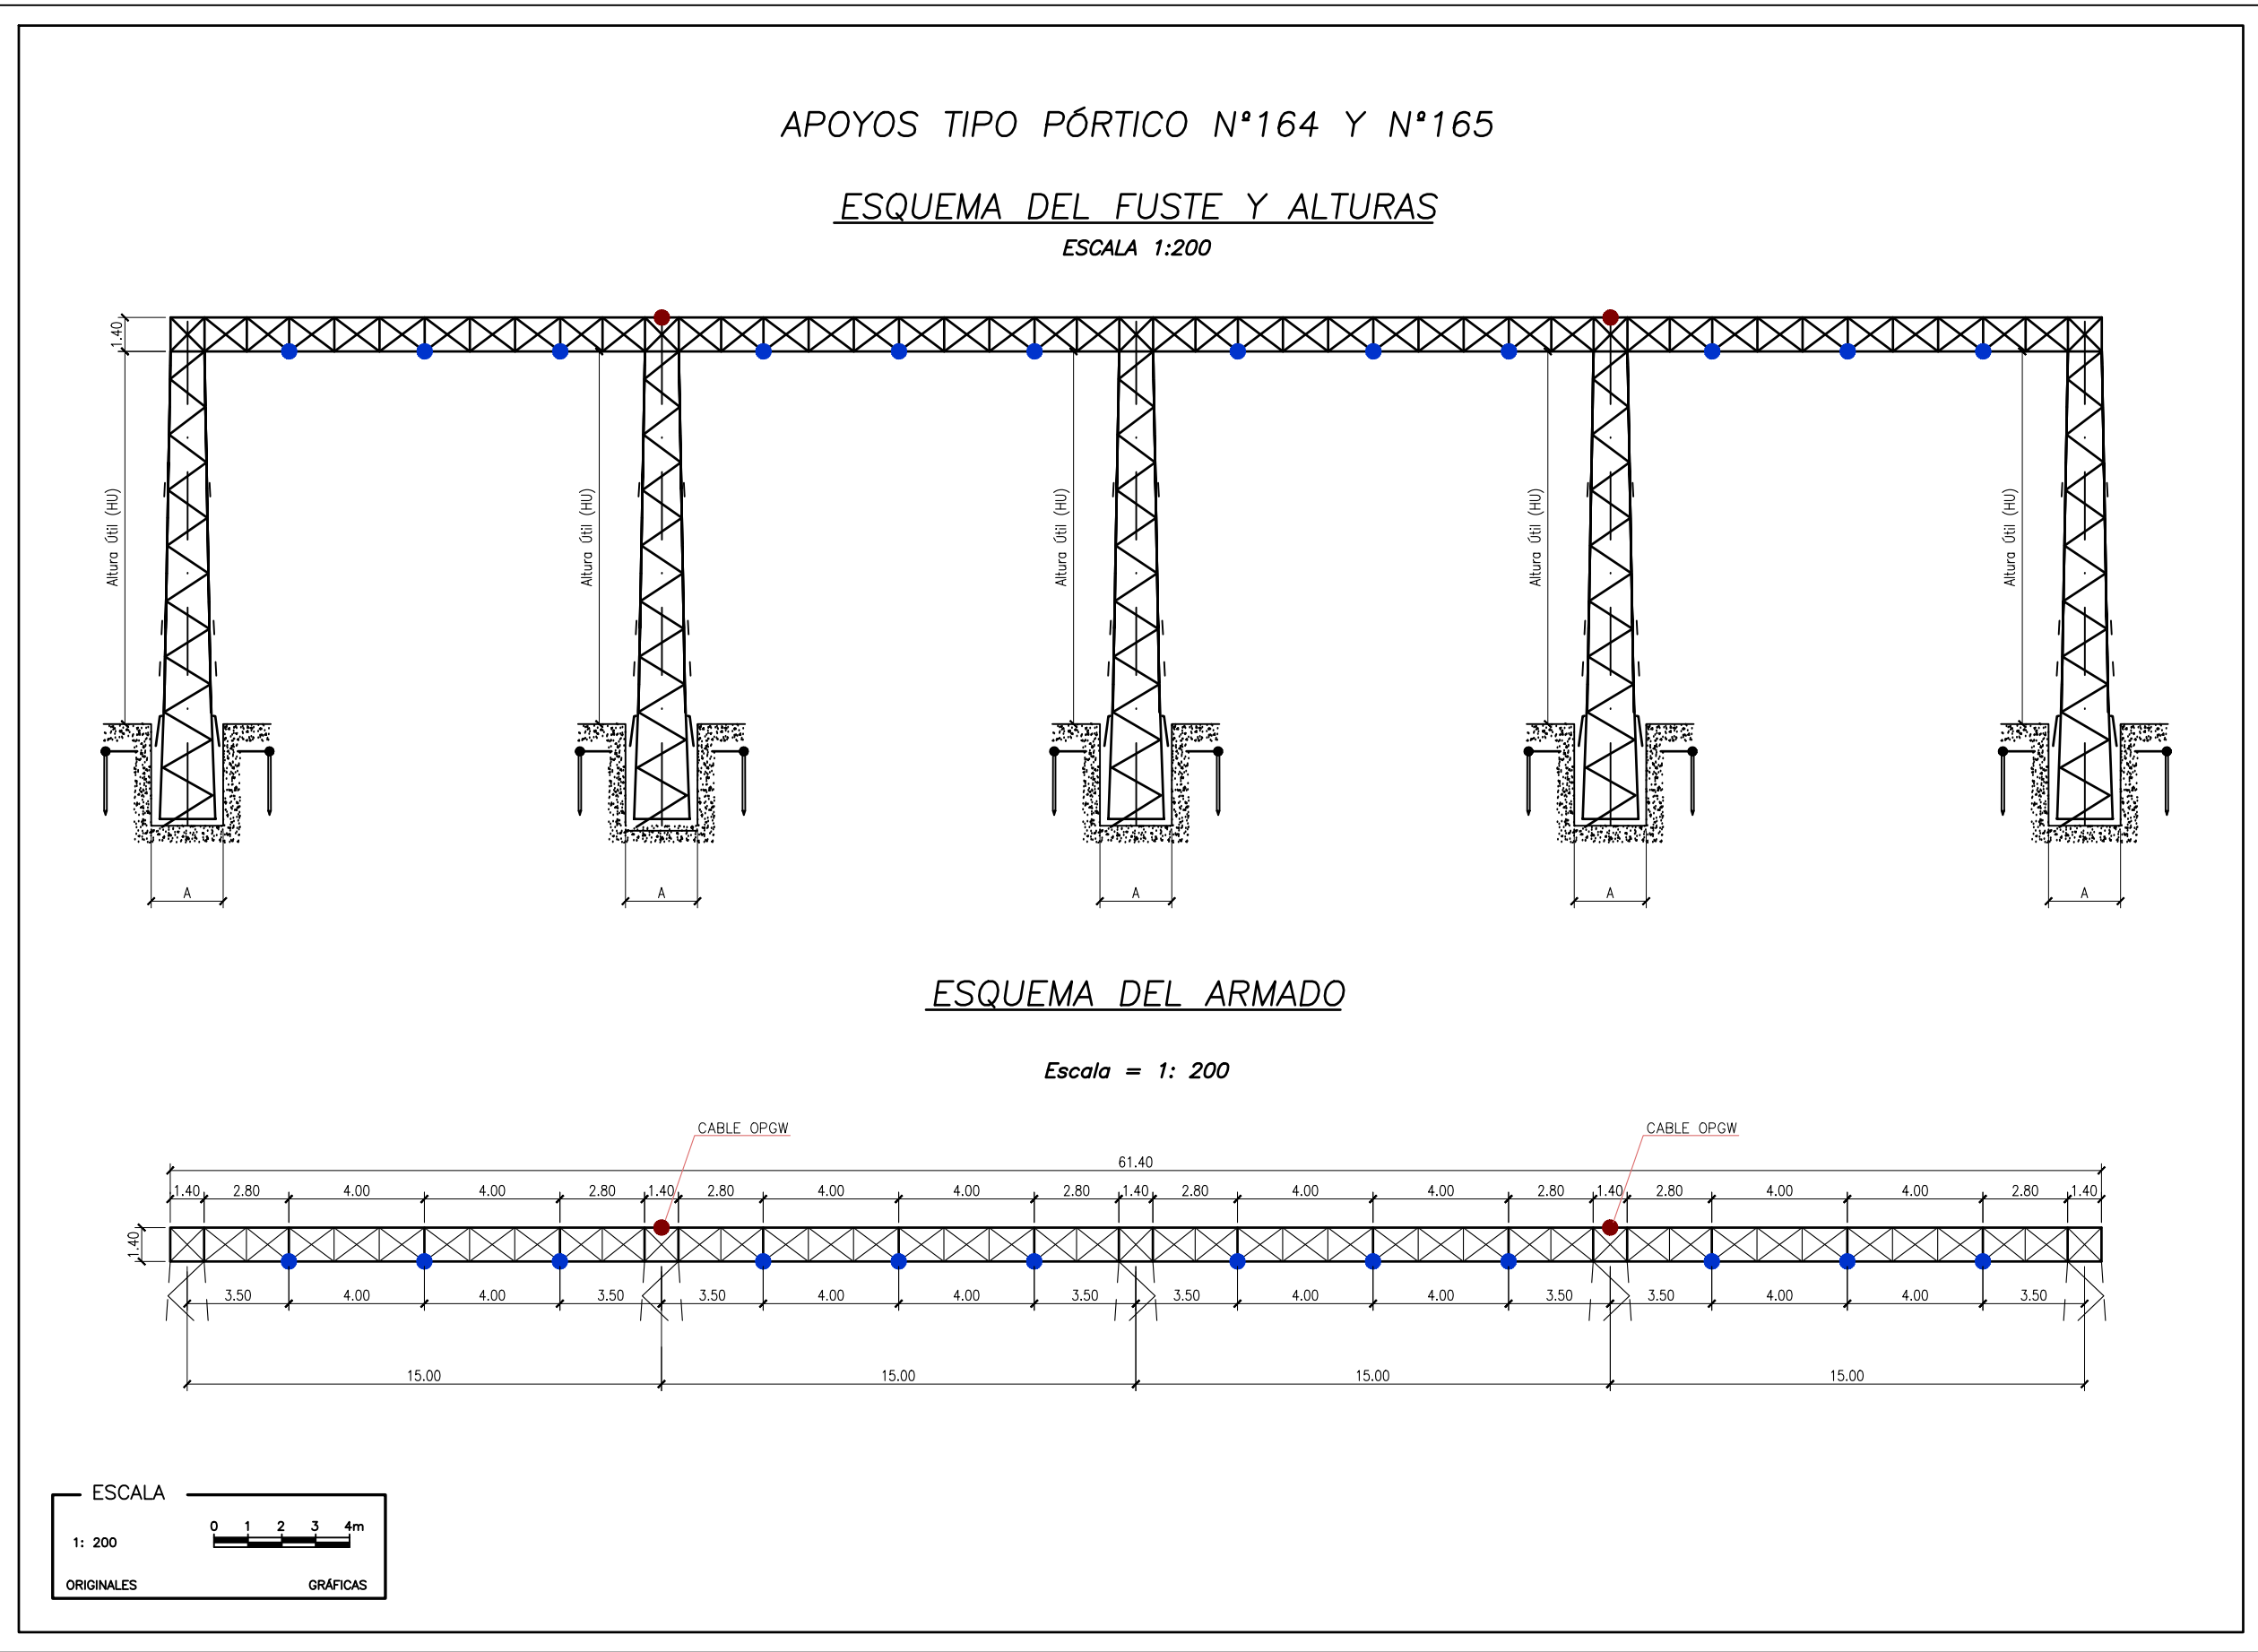 APOYOS TIPO PÓRTICO Nº164 Y Nº165
ESQUEMA DEL FUSTE Y ALTURAS
ESCALA 1:200
1.40
Altura Útil (HU) Altura Útil (HU) Altura Útil (HU) Altura Útil (HU) Altura Útil (HU)
A A A A A
ESQUEMA DEL ARMADO
Escala = 1: 200
CABLE OPGW CABLE OPGW
61.40
1.40 2.80 4.00 4.00 2.80 1.40 2.80 4.00 4.00 2.80 1.40 2.80 4.00 4.00 2.80 1.40 2.80 4.00 4.00 2.80 1.40
1.40
3.50 4.00 4.00 3.50 3.50 4.00 4.00 3.50 3.50 4.00 4.00 3.50 3.50 4.00 4.00 3.50
15.00 15.00 15.00 15.00
ESCALA
0 1 2 3 4m
1: 200
ORIGINALES GRÁFICAS